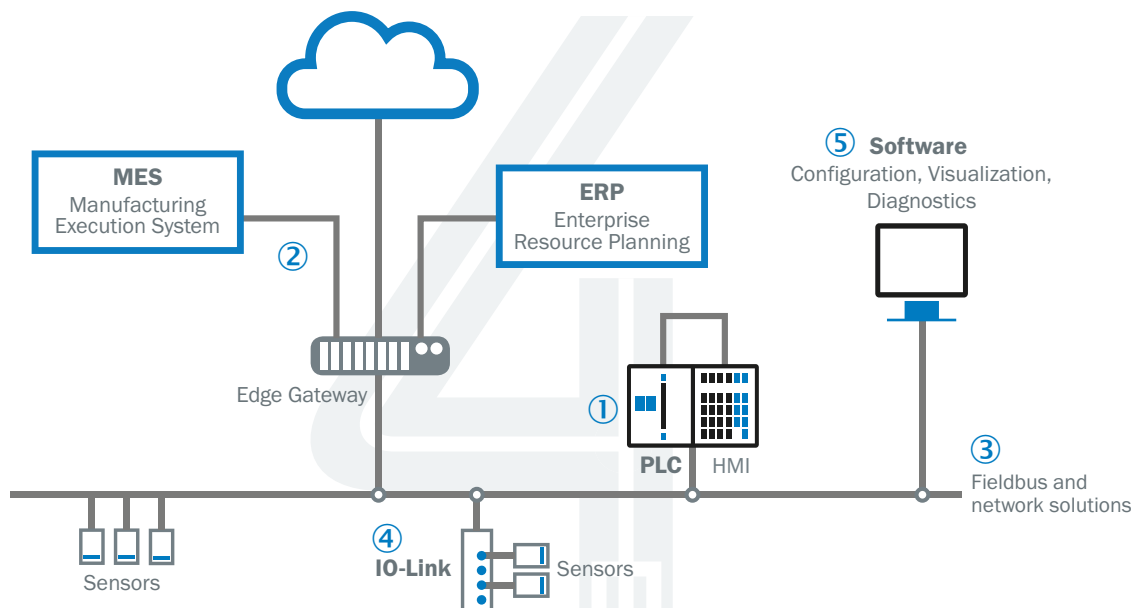 ⑤ Software
Configuration, Visualization,
Diagnostics
MES
Manufacturing
Execution System
ERP
Enterprise
Resource Planning
②
Edge Gateway
①
PLC
HMI
③
Fieldbus and
network solutions
Sensors
④
IO-Link
Sensors